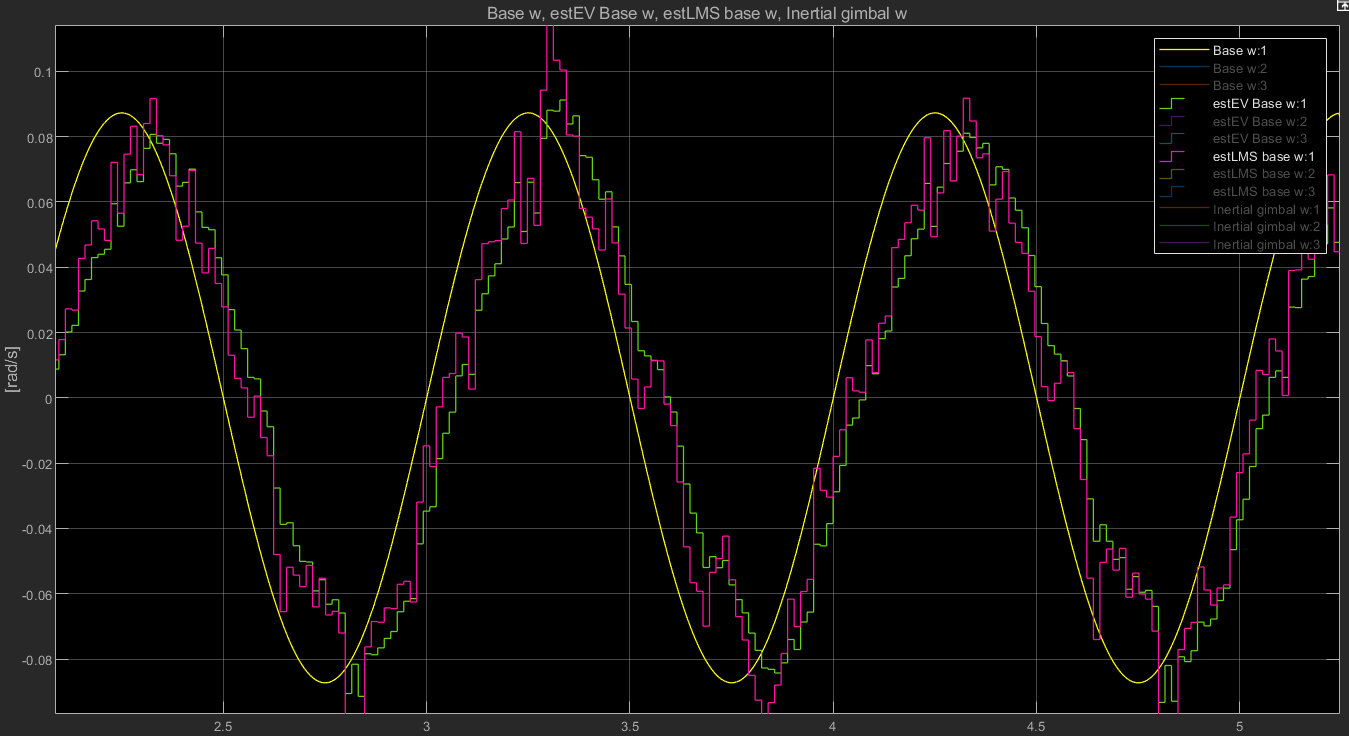 Base w, estEV Base w, estLMS base w, Inertial gimbal w
Base w:1
Base w:2
Base w:3
estEV Base w:1
estEV Base w:2
estEV Base w:3
estLMS base w:1
estLMS base w:2
estLMS base w:3
Inertial gimbal w:1
Inertial gimbal w:2
Inertial gimbal w:3
0.1
0.08
0.06
0.04
0.02
0
-0.02
-0.04
-0.06
-0.08
[rad/s]
2.5 3 3.5 4 4.5 5